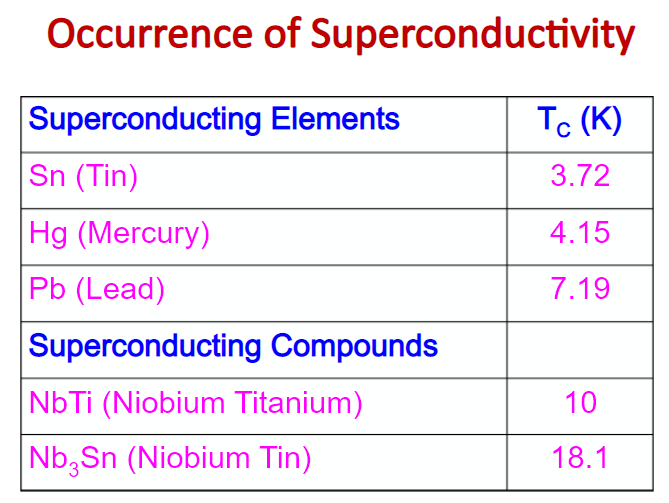 Occurrence of Superconductivity
Superconducting Elements T_C (K)
Sn (Tin) 3.72
Hg (Mercury) 4.15
Pb (Lead) 7.19
Superconducting Compounds
NbTi (Niobium Titanium) 10
Nb₃Sn (Niobium Tin) 18.1